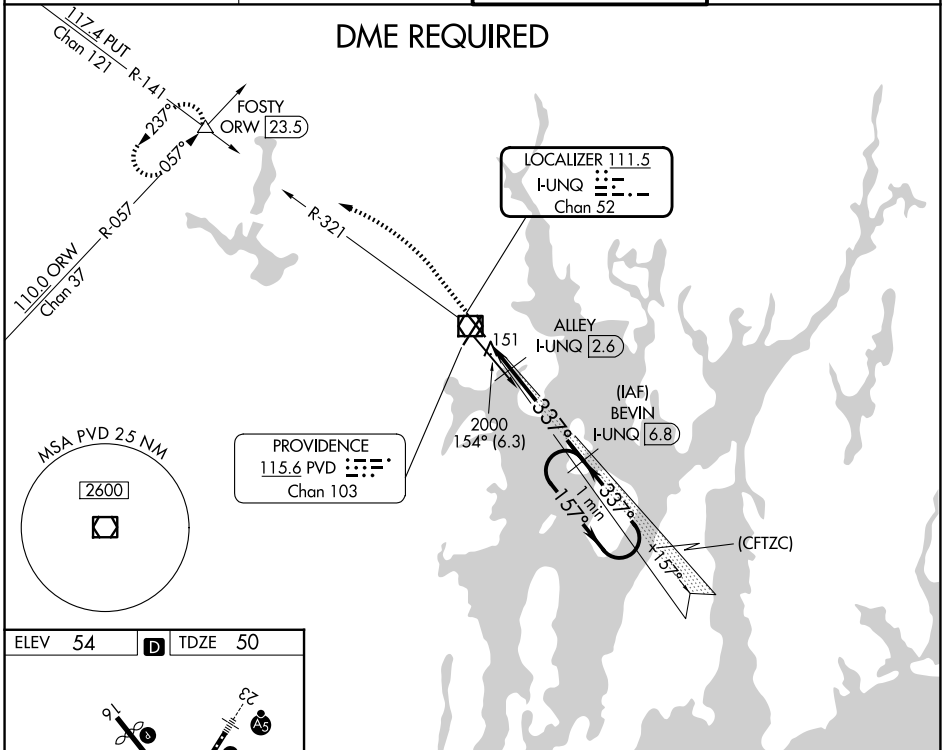 DME REQUIRED
117.4 PUT
Chan 121
R-141
FOSTY
ORW 23.5
237°
057°
R-057
110.0 ORW
Chan 37
R-321
LOCALIZER 111.5
I-UNQ
Chan 52
151
ALLEY
I-UNQ 2.6
2000
154° (6.3)
337°
(IAF)
BEVIN
I-UNQ 6.8
PROVIDENCE
115.6 PVD
Chan 103
1 min
157°
337°
(CFTZC)
157°
MSA PVD 25 NM
2600
ELEV 54
D
TDZE 50
16
23
A5